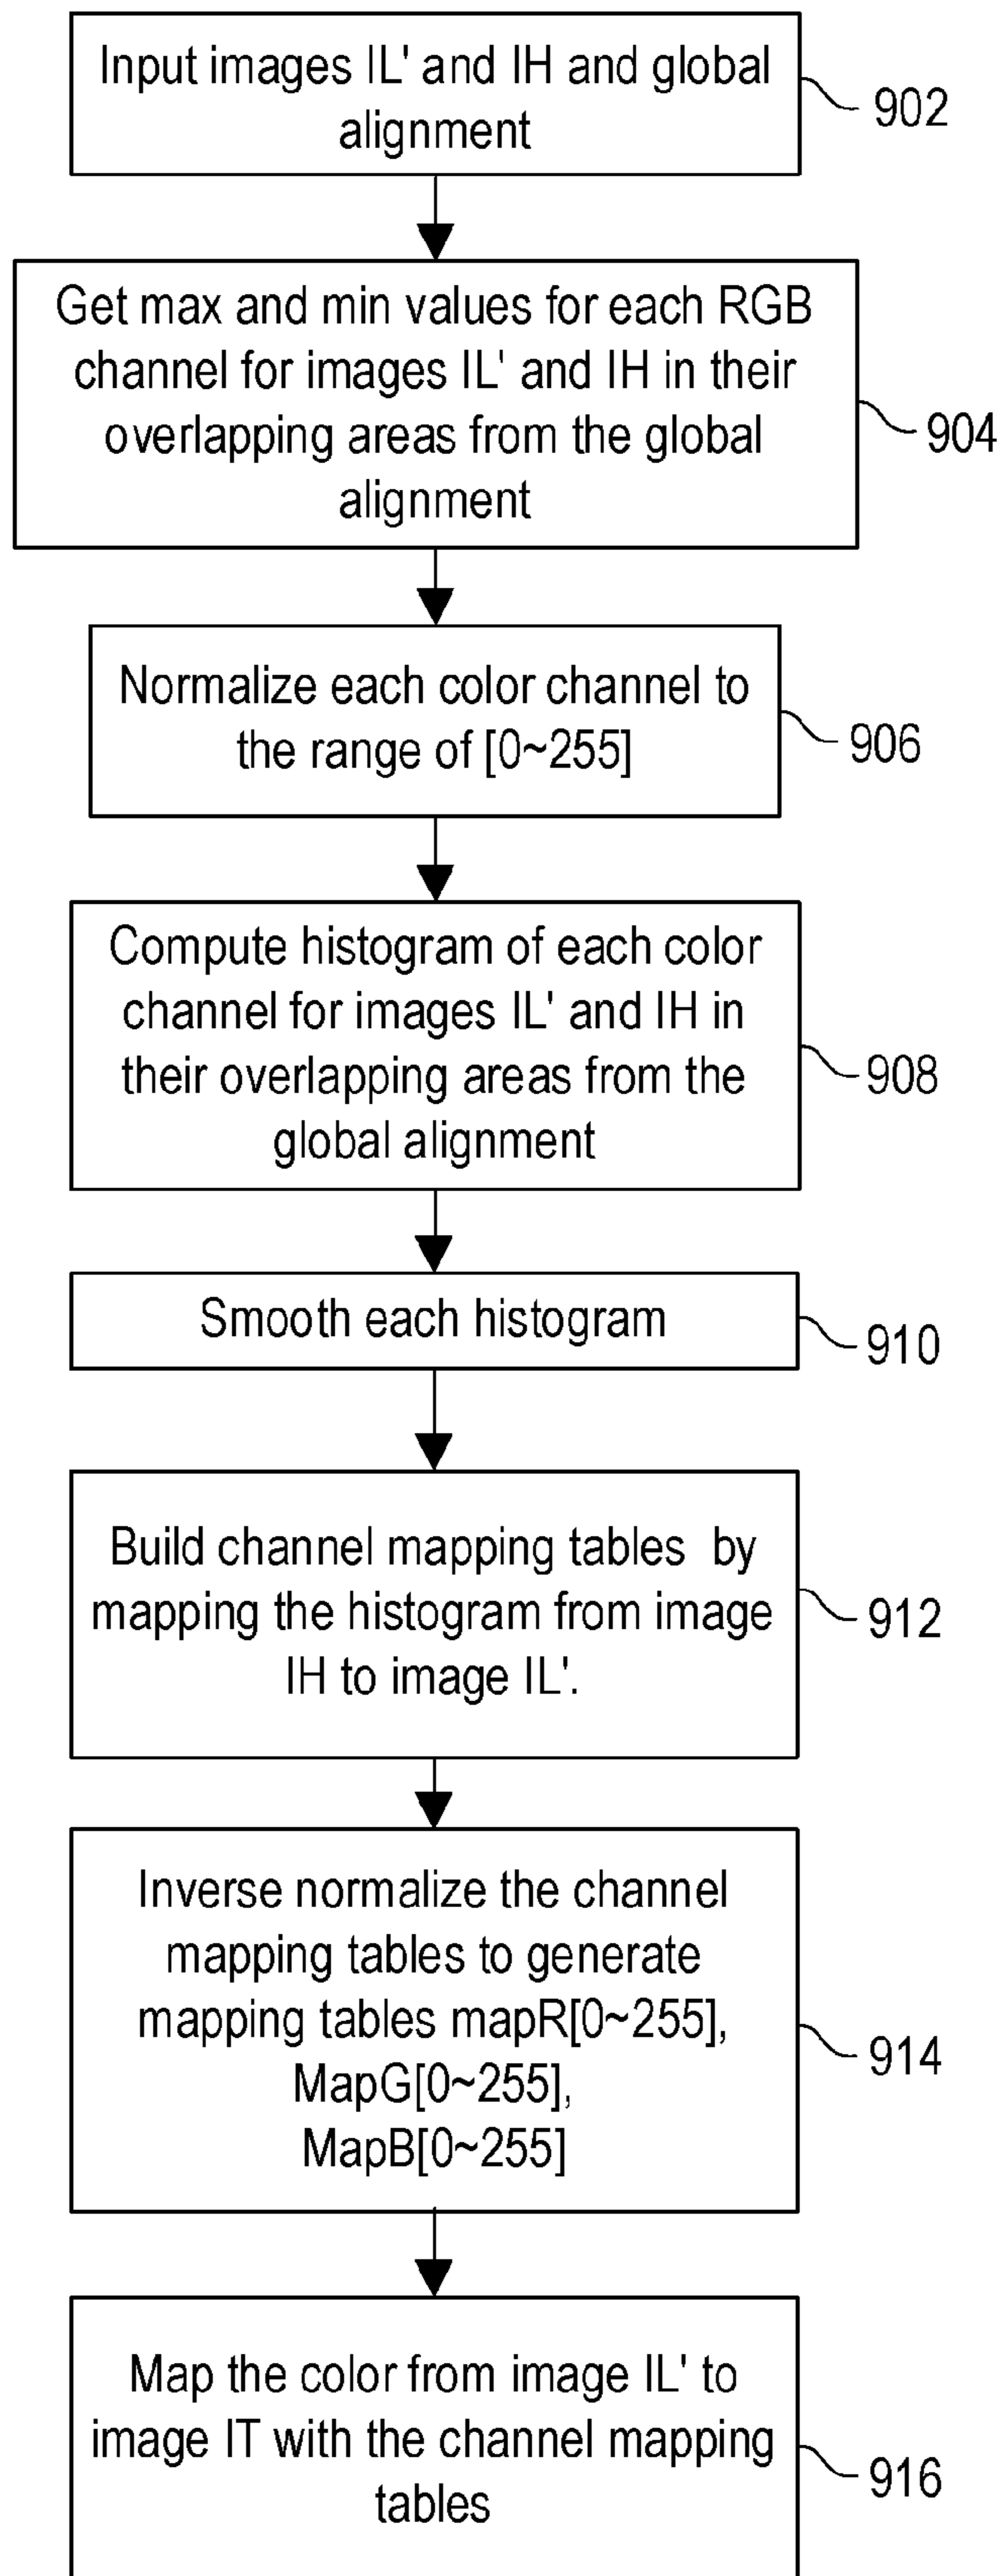 Input images IL' and IH and global
alignment
902
Get max and min values for each RGB
channel for images IL' and IH in their
overlapping areas from the global
alignment
904
Normalize each color channel to
the range of [0~255]
906
Compute histogram of each color
channel for images IL' and IH in
their overlapping areas from the
global alignment
908
Smooth each histogram
910
Build channel mapping tables  by
mapping the histogram from image
IH to image IL'.
912
Inverse normalize the channel
mapping tables to generate
mapping tables mapR[0~255],
MapG[0~255],
MapB[0~255]
914
Map the color from image IL' to
image IT with the channel mapping
tables
916